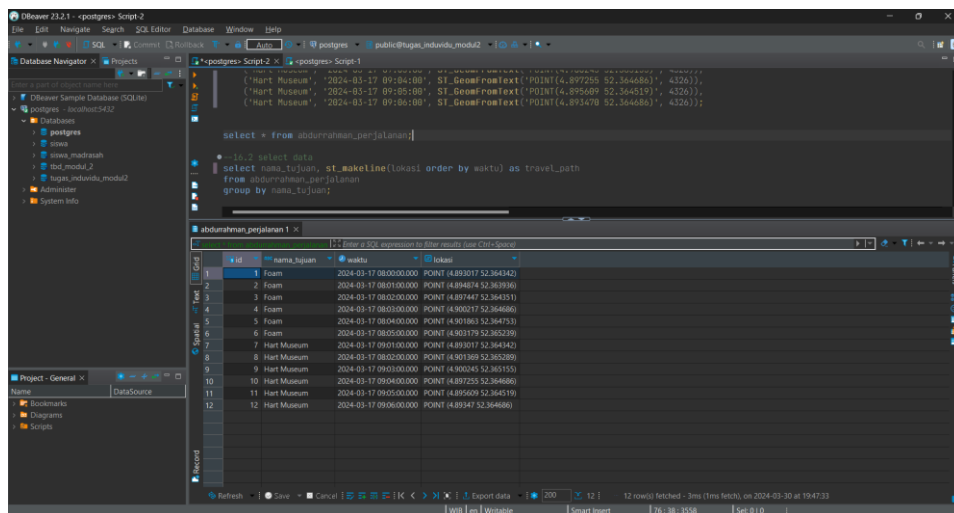 DBeaver 23.2.1 - <postgres> Script-2
File Edit Navigate Search SQL Editor Database Window Help
SQL Commit Rollback Auto postgres public@tugas_induvidu_modul2
Database Navigator Projects
*<postgres> Script-2 <postgres> Script-1
Enter a part of object name here
DBeaver Sample Database (SQLite)
postgres - localhost:5432
Databases
postgres
siswa
siswa_madrasah
tbd_modul_2
tugas_induvidu_modul2
Administer
System Info
('Hart Museum', '2024-03-17 09:04:00', ST_GeomFromText('POINT(4.897255 52.364686)', 4326)),
('Hart Museum', '2024-03-17 09:05:00', ST_GeomFromText('POINT(4.895609 52.364519)', 4326)),
('Hart Museum', '2024-03-17 09:06:00', ST_GeomFromText('POINT(4.893470 52.364686)', 4326));
select * from abdurrahman_perjalanan;
--16.2 select data
select nama_tujuan, st_makeline(lokasi order by waktu) as travel_path
from abdurrahman_perjalanan
group by nama_tujuan;
abdurrahman_perjalanan 1
select * from abdurrahman_perjalanan Enter a SQL expression to filter results (use Ctrl+Space)
Grid
Text
Spatial
Record
id nama_tujuan waktu lokasi
1 1 Foam 2024-03-17 08:00:00.000 POINT (4.893017 52.364342)
2 2 Foam 2024-03-17 08:01:00.000 POINT (4.894874 52.363936)
3 3 Foam 2024-03-17 08:02:00.000 POINT (4.897447 52.364351)
4 4 Foam 2024-03-17 08:03:00.000 POINT (4.900217 52.364686)
5 5 Foam 2024-03-17 08:04:00.000 POINT (4.901863 52.364753)
6 6 Foam 2024-03-17 08:05:00.000 POINT (4.903179 52.365239)
7 7 Hart Museum 2024-03-17 09:01:00.000 POINT (4.893017 52.364342)
8 8 Hart Museum 2024-03-17 08:02:00.000 POINT (4.901369 52.365289)
9 9 Hart Museum 2024-03-17 09:03:00.000 POINT (4.900245 52.365155)
10 10 Hart Museum 2024-03-17 09:04:00.000 POINT (4.897255 52.364686)
11 11 Hart Museum 2024-03-17 09:05:00.000 POINT (4.895609 52.364519)
12 12 Hart Museum 2024-03-17 09:06:00.000 POINT (4.89347 52.364686)
Project - General
Name DataSource
Bookmarks
Diagrams
Scripts
Refresh Save Cancel Export data 200 12 12 row(s) fetched - 3ms (1ms fetch), on 2024-03-30 at 19:47:33
WIB en Writable Smart Insert 76 : 38 : 3558 Sel: 0 | 0